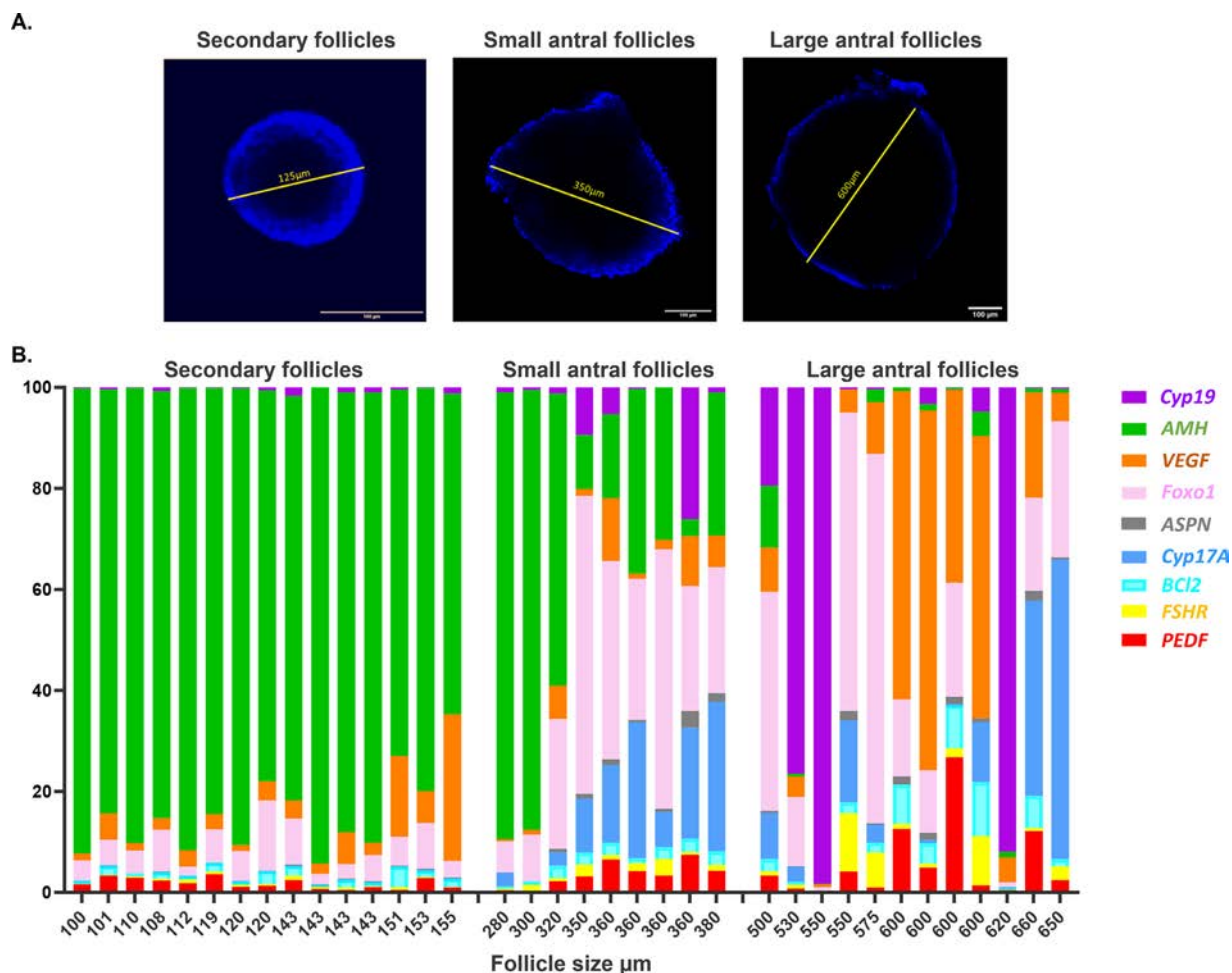 A.
Secondary follicles
Small antral follicles
Large antral follicles
125µm
350µm
600µm
100 µm
100 µm
100 µm
B.
Secondary follicles
Small antral follicles
Large antral follicles
100
80
60
40
20
0
Cyp19
AMH
VEGF
Foxo1
ASPN
Cyp17A
BCl2
FSHR
PEDF
100 101 110 108 112 119 120 120 143 143 143 143 151 153 155
280 300 320 350 360 360 360 360 380
500 530 550 550 575 600 600 600 600 620 660 650
Follicle size µm